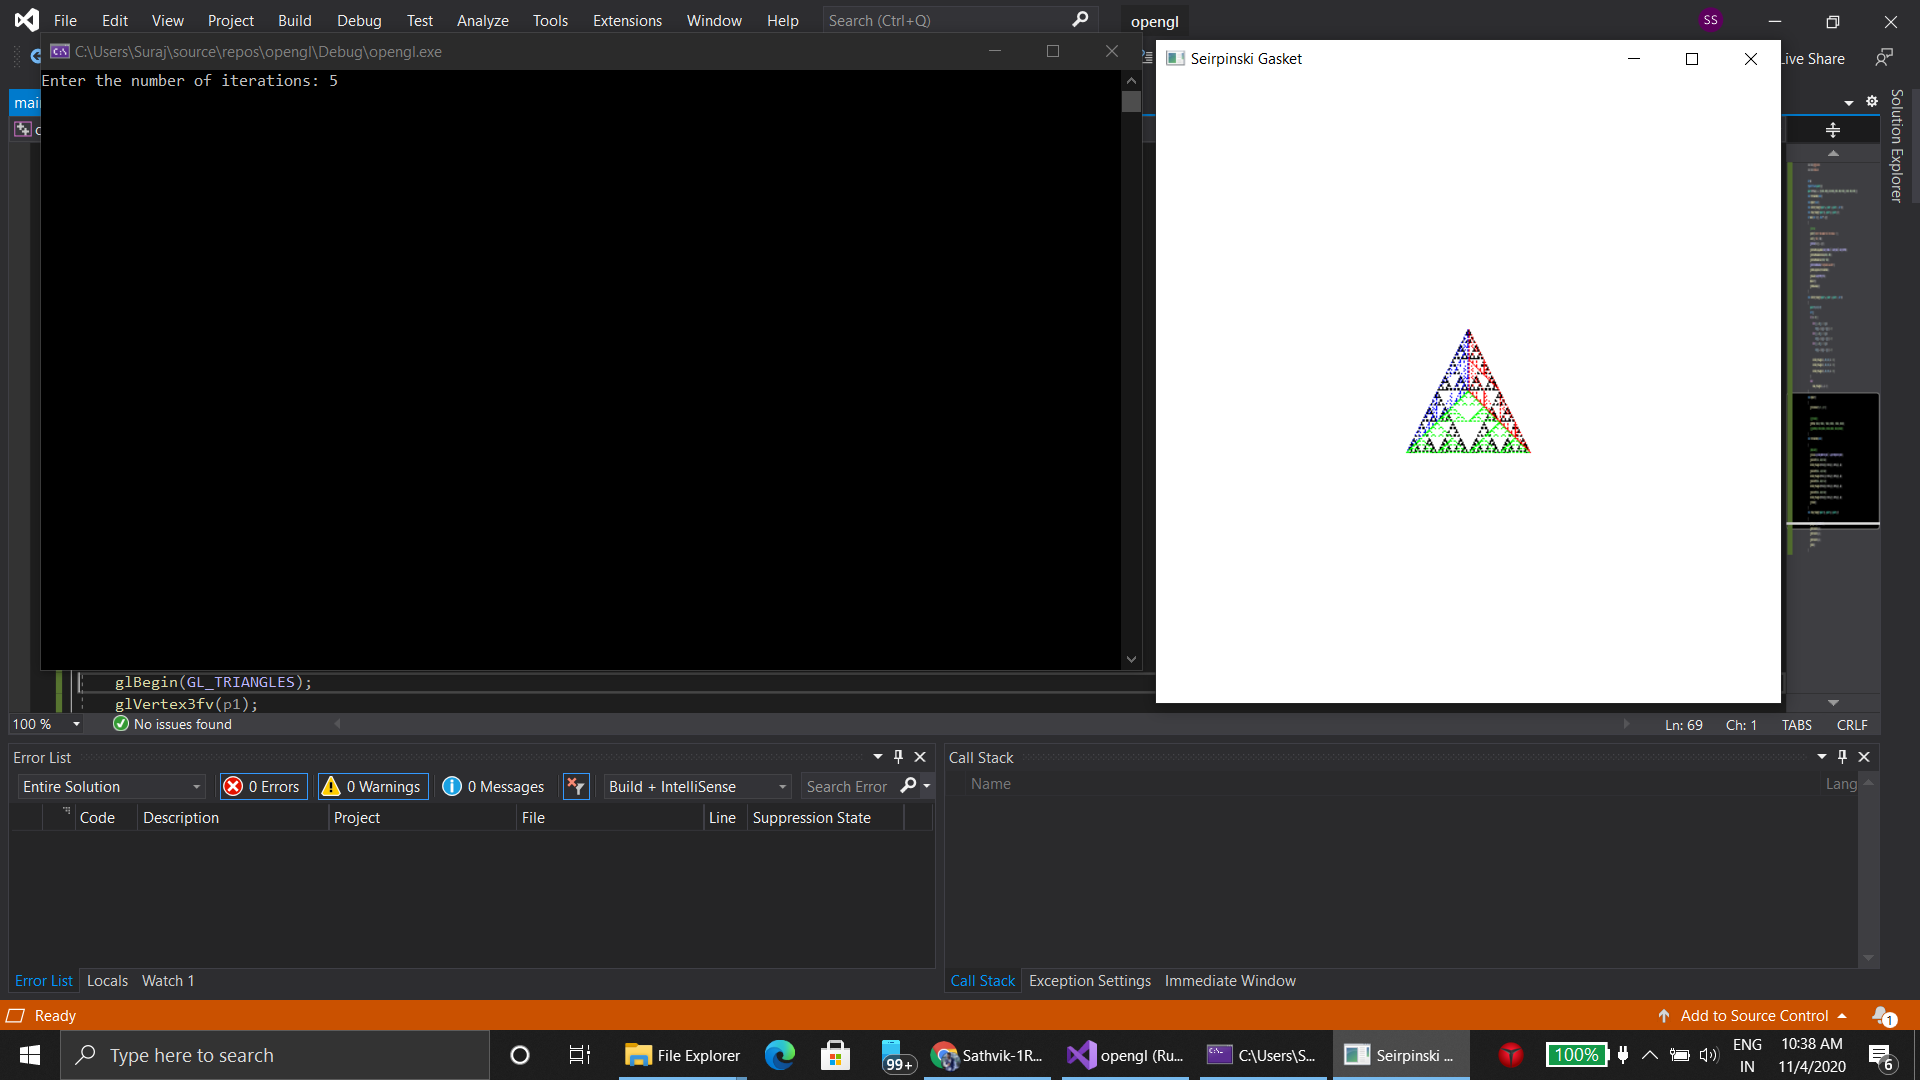 File Edit View Project Build Debug Test Analyze Tools Extensions Window Help Search (Ctrl+Q) opengl SS
C:\Users\Suraj\source\repos\opengl\Debug\opengl.exe
Enter the number of iterations: 5
Seirpinski Gasket
Live Share
Solution Explorer
glBegin(GL_TRIANGLES);
glVertex3fv(p1);
100 % No issues found Ln: 69 Ch: 1 TABS CRLF
Error List
Entire Solution 0 Errors 0 Warnings 0 Messages Build + IntelliSense Search Error
Code Description Project File Line Suppression State
Error List Locals Watch 1
Call Stack
Name Lang
Call Stack Exception Settings Immediate Window
Ready Add to Source Control 1
Type here to search File Explorer 99+ Sathvik-1R... opengl (Ru... C:\Users\S... Seirpinski ... 100% ENG IN 10:38 AM 11/4/2020 6